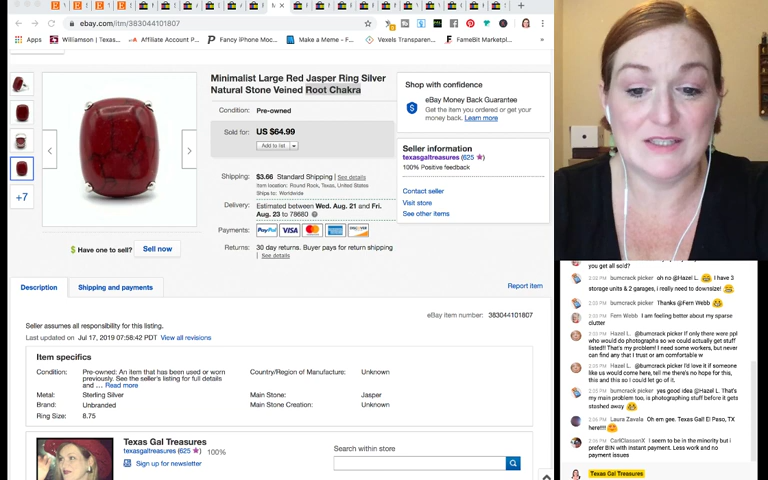 ebay.com/itm/383044101807
Apps
Williamson | Texas...
Affiliate Account P...
Fancy iPhone Moc...
Make a Meme - F...
Vexels Transparen...
FameBit Marketpl...
Minimalist Large Red Jasper Ring Silver
Natural Stone Veined Root Chakra
Condition: Pre-owned
Sold for: US $64.99
Add to list
Shipping: $3.66 Standard Shipping | See details
Item location: Round Rock, Texas, United States
Ships to: Worldwide
Delivery: Estimated between Wed. Aug. 21 and Fri.
Aug. 23 to 78680
Payments: PayPal VISA DISCOVER
Returns: 30 day returns. Buyer pays for return shipping
| See details
Shop with confidence
eBay Money Back Guarantee
Get the item you ordered or get your
money back. Learn more
Seller information
texasgaltreasures (625 )
100% Positive feedback
Contact seller
Visit store
See other items
+7
$ Have one to sell? Sell now
Description
Shipping and payments
Report item
eBay item number: 383044101807
Seller assumes all responsibility for this listing.
Last updated on Jul 17, 2019 07:58:42 PDT View all revisions
Item specifics
Condition: Pre-owned: An item that has been used or worn
previously. See the seller's listing for full details
and ... Read more
Country/Region of Manufacture: Unknown
Metal: Sterling Silver
Main Stone: Jasper
Brand: Unbranded
Main Stone Creation: Unknown
Ring Size: 8.75
Texas Gal Treasures
texasgaltreasures (625 ) 100%
Sign up for newsletter
Search within store
you get all sold?
2:03 PM bumcrack picker oh no @Hazel L. I have 3
storage units & 2 garages, i really need to downsize!
2:03 PM bumcrack picker Thanks @Fern Webb
2:03 PM Fern Webb I am feeling better about my sparse
clutter
Hazel L. @bumcrack picker If only there were ppl
who would do photographs so we could actually get stuff
listed!! That's my problem! I need some workers, but never
can find any that I trust or am comfortable w
Hazel L. @bumcrack picker I'd love it if someone
like us would come here, tell me there's no hope for this,
this and this so I could let go of it.
bumcrack picker yes good idea @Hazel L. That's
my main problem too, is photographing stuff before it gets
stashed away
Laura Zavala Oh em gee. Texas Gal! El Paso, TX
here!!!!
CarlClassenX I seem to be in the minority but i
prefer BIN with instant payment. Less work and no
payment issues
Texas Gal Treasures